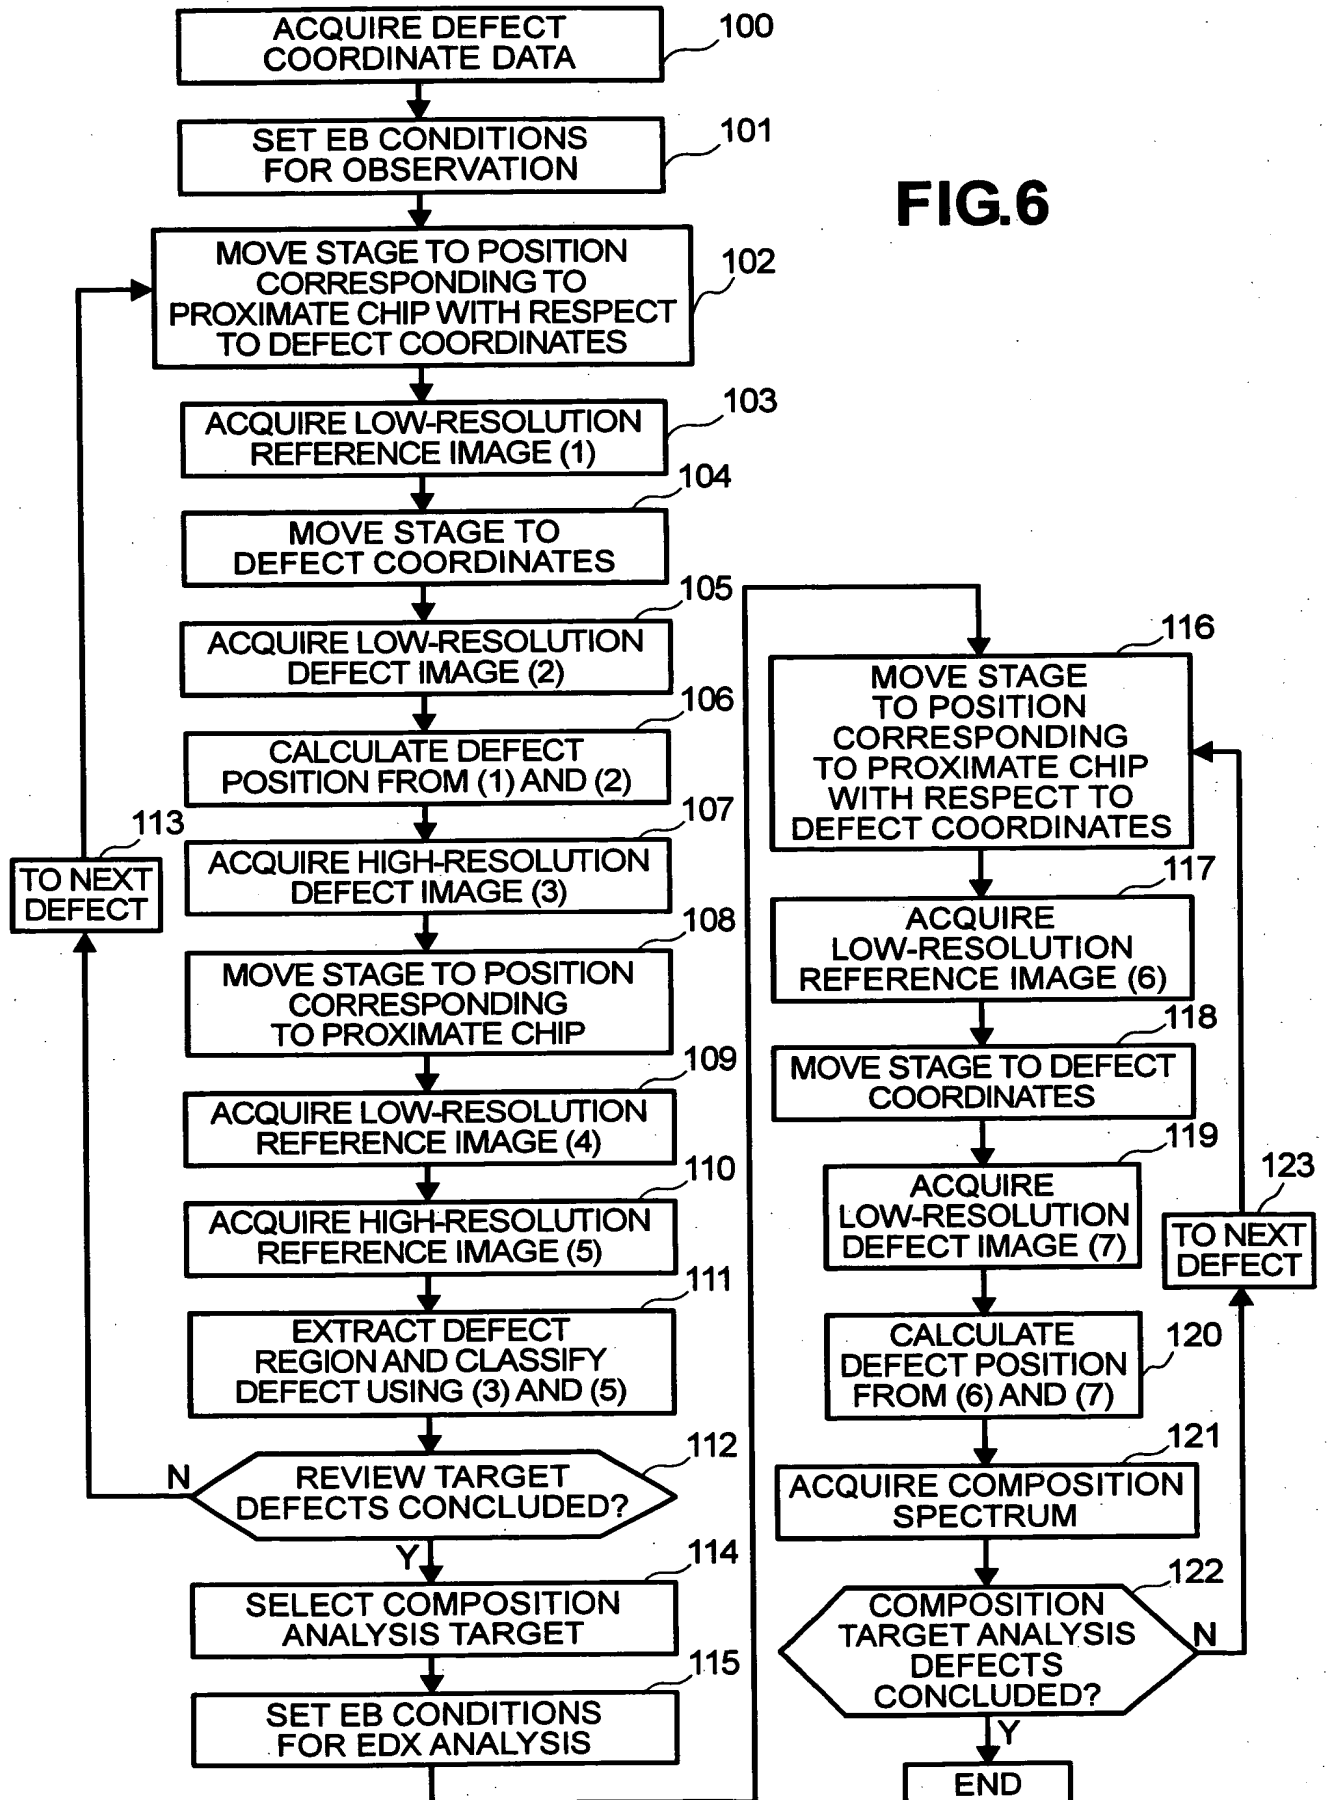 FIG.6
ACQUIRE DEFECT
COORDINATE DATA
100
SET EB CONDITIONS
FOR OBSERVATION
101
MOVE STAGE TO POSITION
CORRESPONDING TO
PROXIMATE CHIP WITH RESPECT
TO DEFECT COORDINATES
102
ACQUIRE LOW-RESOLUTION
REFERENCE IMAGE (1)
103
MOVE STAGE TO
DEFECT COORDINATES
104
ACQUIRE LOW-RESOLUTION
DEFECT IMAGE (2)
105
CALCULATE DEFECT
POSITION FROM (1) AND (2)
106
ACQUIRE HIGH-RESOLUTION
DEFECT IMAGE (3)
107
MOVE STAGE TO POSITION
CORRESPONDING
TO PROXIMATE CHIP
108
ACQUIRE LOW-RESOLUTION
REFERENCE IMAGE (4)
109
ACQUIRE HIGH-RESOLUTION
REFERENCE IMAGE (5)
110
EXTRACT DEFECT
REGION AND CLASSIFY
DEFECT USING (3) AND (5)
111
REVIEW TARGET
DEFECTS CONCLUDED?
112
N
TO NEXT
DEFECT
113
Y
SELECT COMPOSITION
ANALYSIS TARGET
114
SET EB CONDITIONS
FOR EDX ANALYSIS
115
MOVE STAGE
TO POSITION
CORRESPONDING
TO PROXIMATE CHIP
WITH RESPECT TO
DEFECT COORDINATES
116
ACQUIRE
LOW-RESOLUTION
REFERENCE IMAGE (6)
117
MOVE STAGE TO DEFECT
COORDINATES
118
ACQUIRE
LOW-RESOLUTION
DEFECT IMAGE (7)
119
CALCULATE
DEFECT POSITION
FROM (6) AND (7)
120
ACQUIRE COMPOSITION
SPECTRUM
121
COMPOSITION
TARGET ANALYSIS
DEFECTS
CONCLUDED?
122
N
TO NEXT
DEFECT
123
Y
END